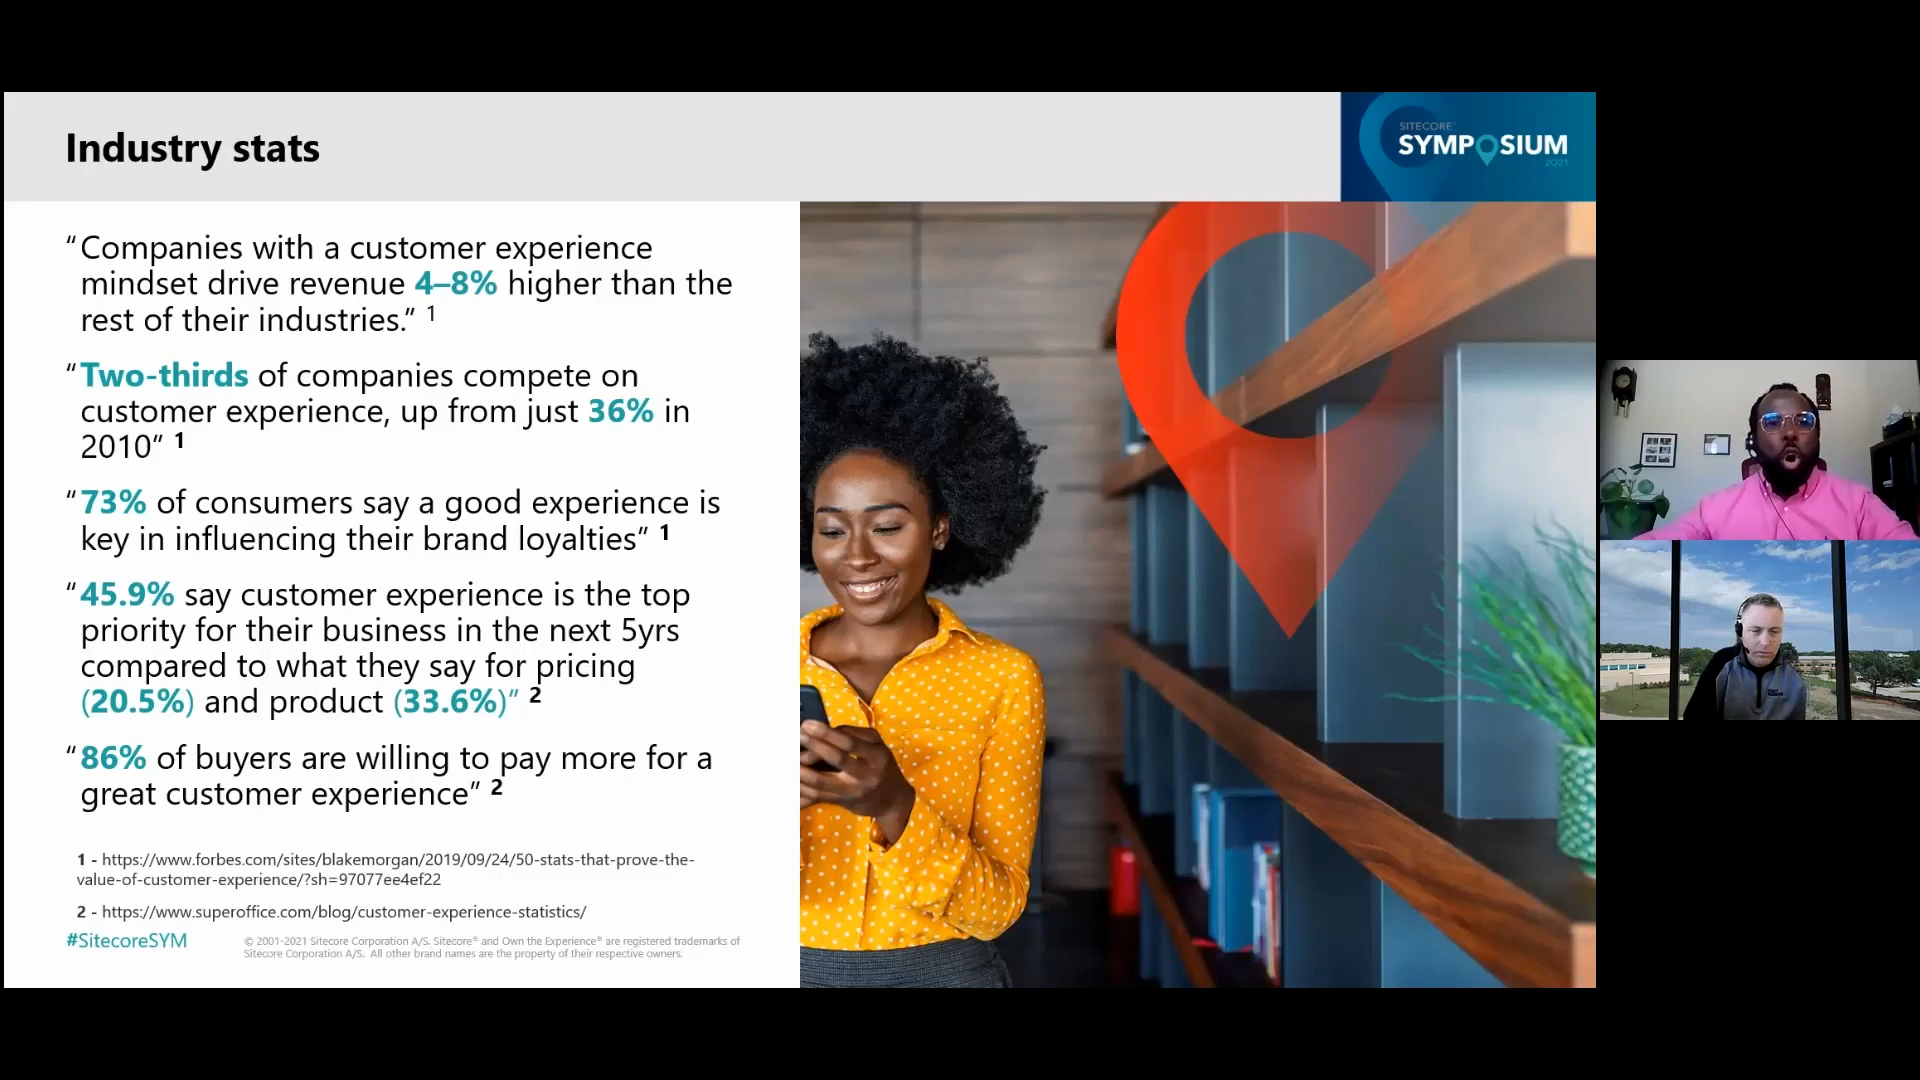 Industry stats
SITECORE
SYMPOSIUM
2021
“Companies with a customer experience
mindset drive revenue 4–8% higher than the
rest of their industries.” 1
“Two-thirds of companies compete on
customer experience, up from just 36% in
2010” 1
“73% of consumers say a good experience is
key in influencing their brand loyalties” 1
“45.9% say customer experience is the top
priority for their business in the next 5yrs
compared to what they say for pricing
(20.5%) and product (33.6%)” 2
“86% of buyers are willing to pay more for a
great customer experience” 2
1 - https://www.forbes.com/sites/blakemorgan/2019/09/24/50-stats-that-prove-the-
value-of-customer-experience/?sh=97077ee4ef22
2 - https://www.superoffice.com/blog/customer-experience-statistics/
#SitecoreSYM
© 2001-2021 Sitecore Corporation A/S. Sitecore® and Own the Experience® are registered trademarks of
Sitecore Corporation A/S. All other brand names are the property of their respective owners.